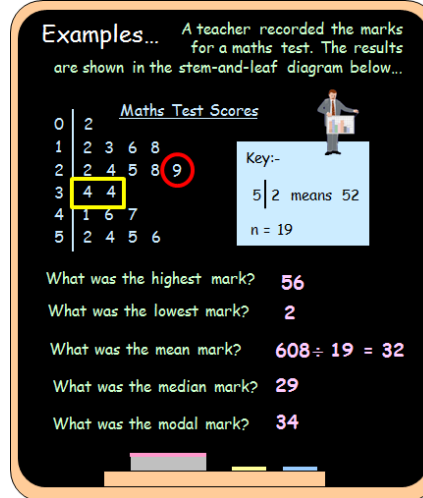 Examples... A teacher recorded the marks
for a maths test. The results
are shown in the stem-and-leaf diagram below...
Maths Test Scores
0 | 2
1 | 2 3 6 8
2 | 2 4 5 8 9
3 | 4 4
4 | 1 6 7
5 | 2 4 5 6
Key:-
5 | 2 means 52
n = 19
What was the highest mark? 56
What was the lowest mark? 2
What was the mean mark? 608÷ 19 = 32
What was the median mark? 29
What was the modal mark? 34